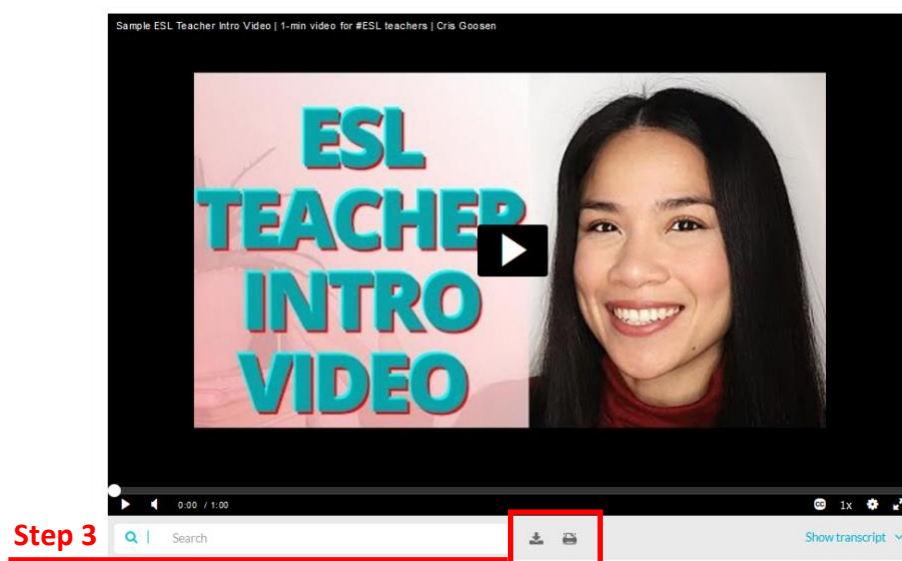 Sample ESL Teacher Intro Video | 1-min video for #ESL teachers | Cris Goosen
ESL
TEACHER
INTRO
VIDEO
0:00 / 1:00
CC 1x
Step 3 Search Show transcript